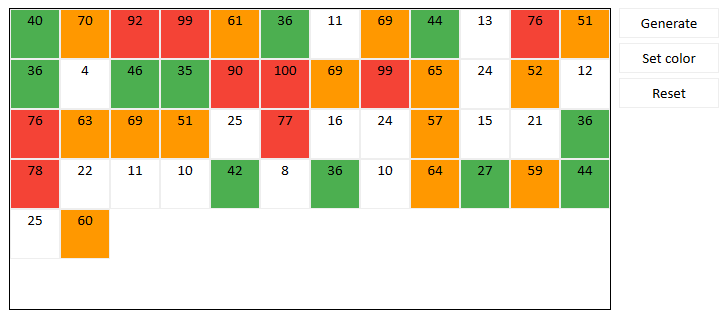 40 70 92 99 61 36 11 69 44 13 76 51
Generate
36 4 46 35 90 100 69 99 65 24 52 12
Set color
76 63 69 51 25 77 16 24 57 15 21 36
Reset
78 22 11 10 42 8 36 10 64 27 59 44
25 60